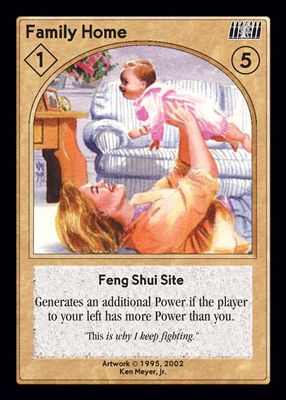 Family Home
1
5
Feng Shui Site
Generates an additional Power if the player
to your left has more Power than you.
"This is why I keep fighting."
Artwork © 1995, 2002
Ken Meyer, Jr.